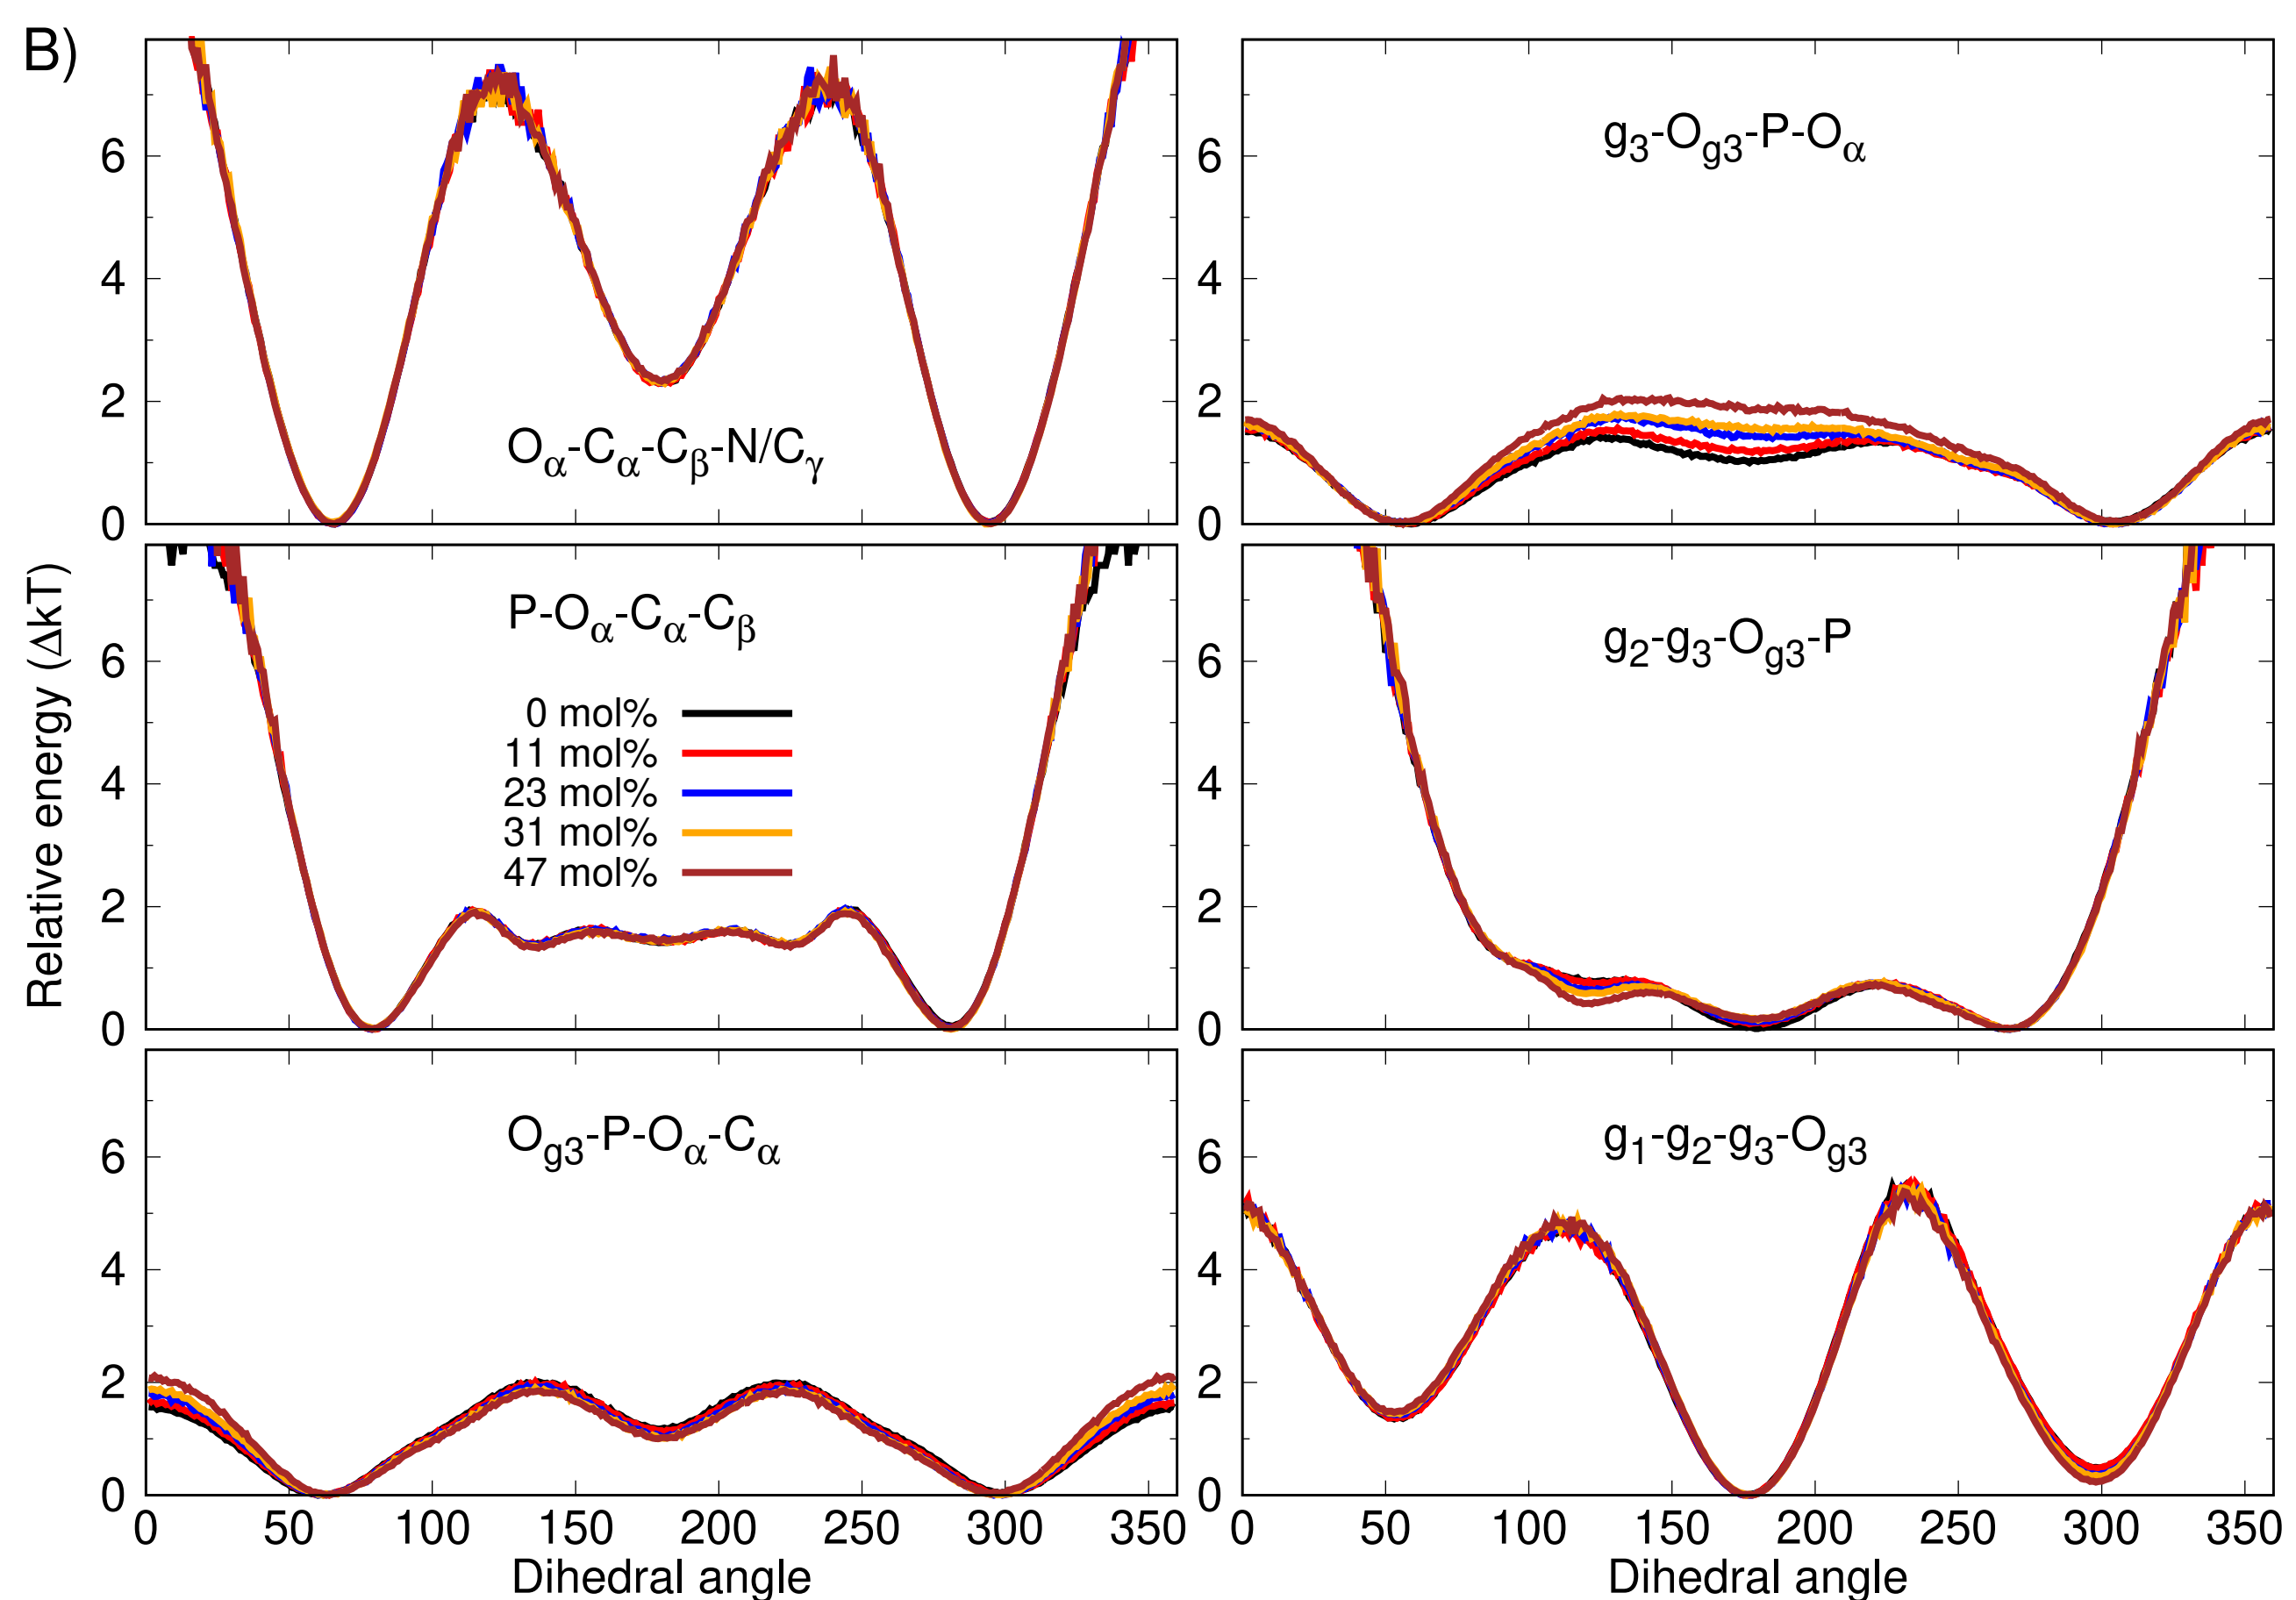 B)
Relative energy (ΔkT)
6
4
2
0
Oα-Cα-Cβ-N/Cγ
6
4
2
0
g3-Og3-P-Oα
6
4
2
0
P-Oα-Cα-Cβ
0 mol%
11 mol%
23 mol%
31 mol%
47 mol%
6
4
2
0
g2-g3-Og3-P
6
4
2
0
Og3-P-Oα-Cα
0 50 100 150 200 250 300 350
Dihedral angle
6
4
2
0
g1-g2-g3-Og3
0 50 100 150 200 250 300 350
Dihedral angle